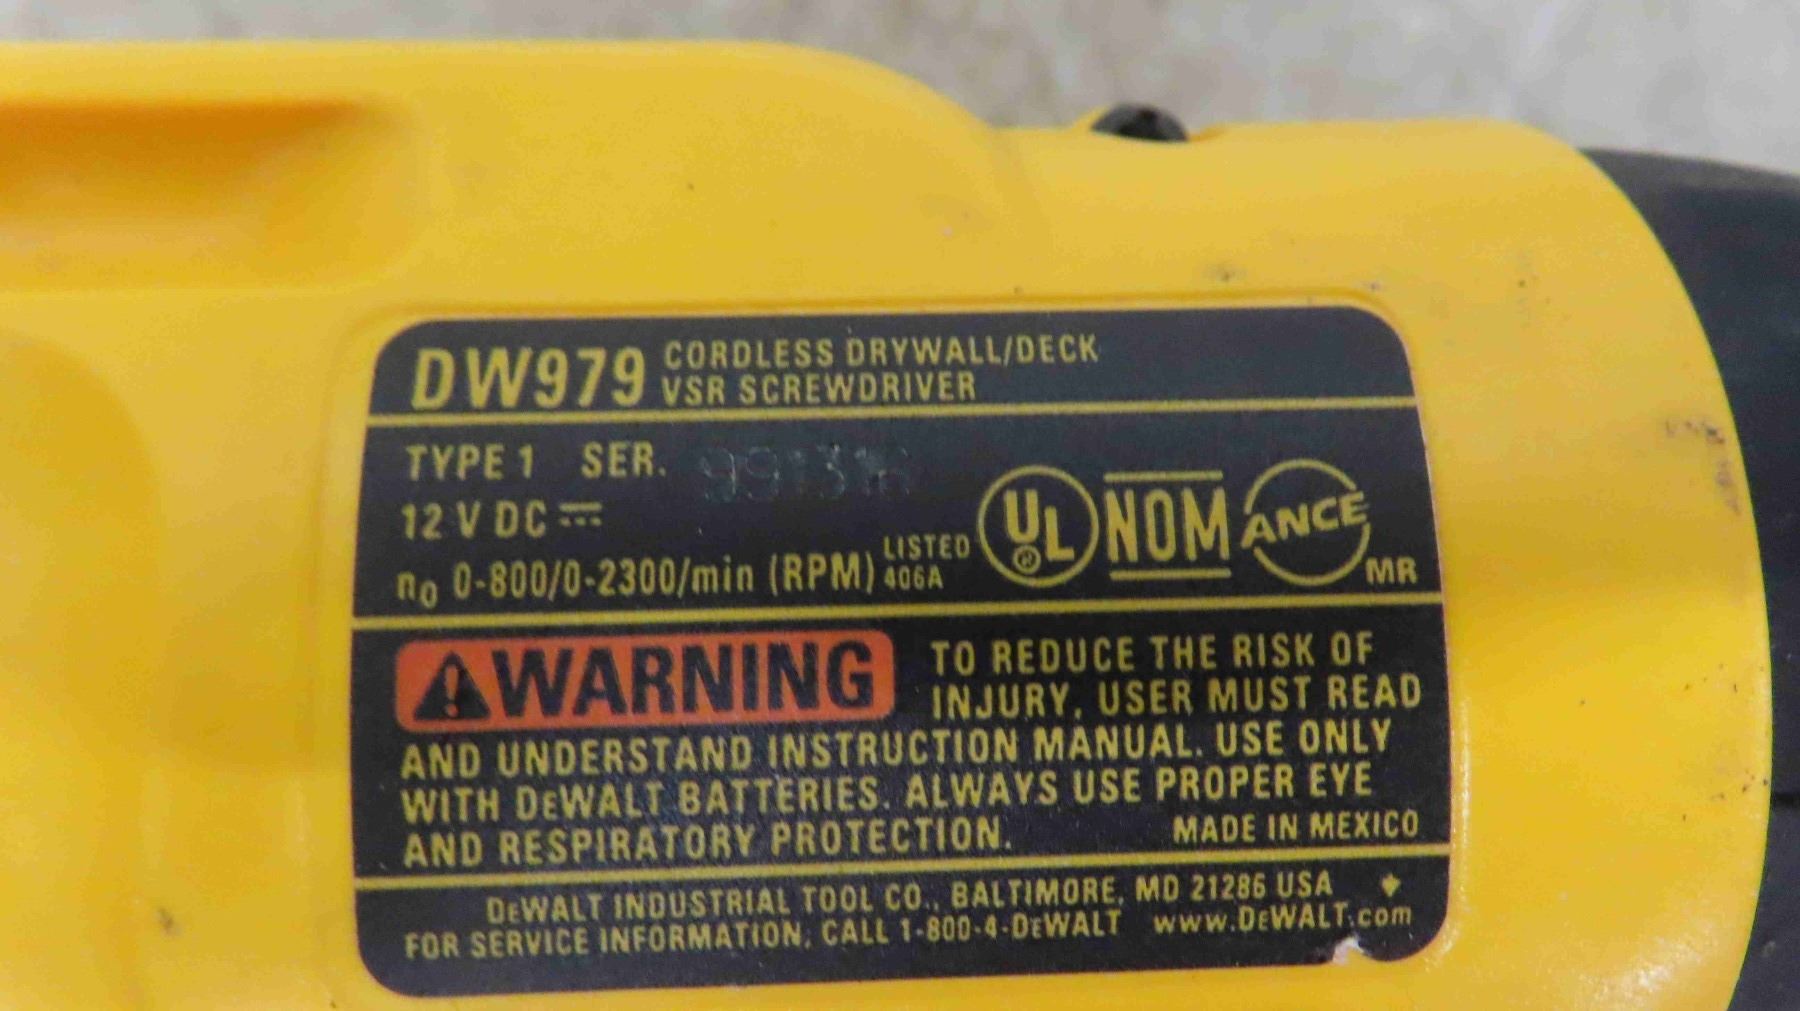 DW979 CORDLESS DRYWALL/DECK
VSR SCREWDRIVER
TYPE 1 SER.
12 V DC
n0 0-800/0-2300/min (RPM)
LISTED
406A
UL
NOM
ANCE
MR
WARNING TO REDUCE THE RISK OF
INJURY, USER MUST READ
AND UNDERSTAND INSTRUCTION MANUAL. USE ONLY
WITH DEWALT BATTERIES. ALWAYS USE PROPER EYE
AND RESPIRATORY PROTECTION.
MADE IN MEXICO
DEWALT INDUSTRIAL TOOL CO., BALTIMORE, MD 21286 USA
FOR SERVICE INFORMATION, CALL 1-800-4-DEWALT www.DEWALT.com